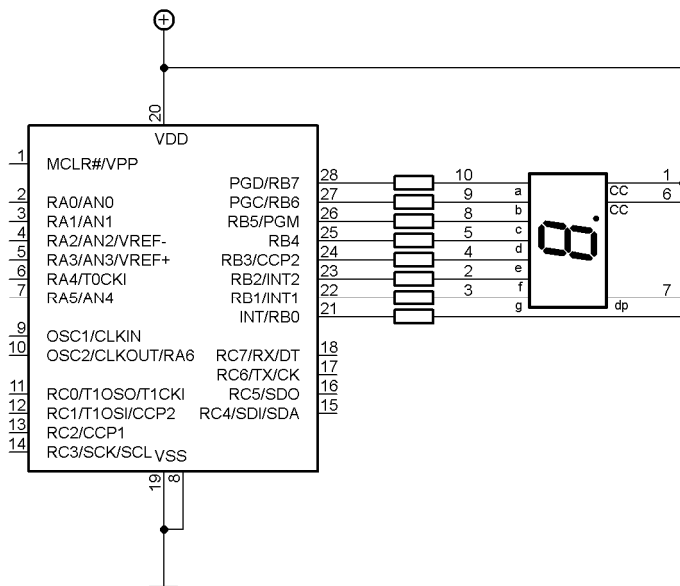 20
VDD
1 MCLR#/VPP
PGD/RB7 28 10 a CC 1
2 RA0/AN0 PGC/RB6 27 9 b CC 6
3 RA1/AN1 RB5/PGM 26 8 c
4 RA2/AN2/VREF- RB4 25 5 d
5 RA3/AN3/VREF+ RB3/CCP2 24 4 e
6 RA4/T0CKI RB2/INT2 23 2 f
7 RA5/AN4 RB1/INT1 22 3 g dp 7
INT/RB0 21
9 OSC1/CLKIN
10 OSC2/CLKOUT/RA6 RC7/RX/DT 18
RC6/TX/CK 17
11 RC0/T1OSO/T1CKI RC5/SDO 16
12 RC1/T1OSI/CCP2 RC4/SDI/SDA 15
13 RC2/CCP1
14 RC3/SCK/SCL VSS
19 8